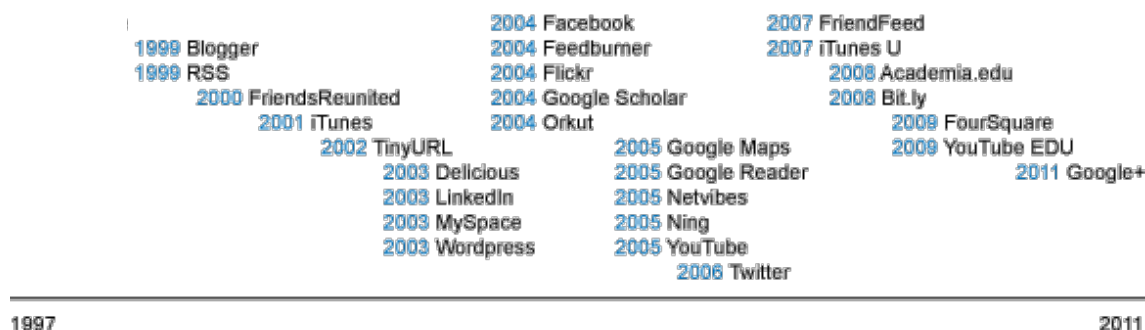 1999 Blogger
1999 RSS
2000 FriendsReunited
2001 iTunes
2002 TinyURL
2003 Delicious
2003 LinkedIn
2003 MySpace
2003 Wordpress
2004 Facebook
2004 Feedburner
2004 Flickr
2004 Google Scholar
2004 Orkut
2005 Google Maps
2005 Google Reader
2005 Netvibes
2005 Ning
2005 YouTube
2006 Twitter
2007 FriendFeed
2007 iTunes U
2008 Academia.edu
2008 Bit.ly
2009 FourSquare
2009 YouTube EDU
2011 Google+
1997
2011